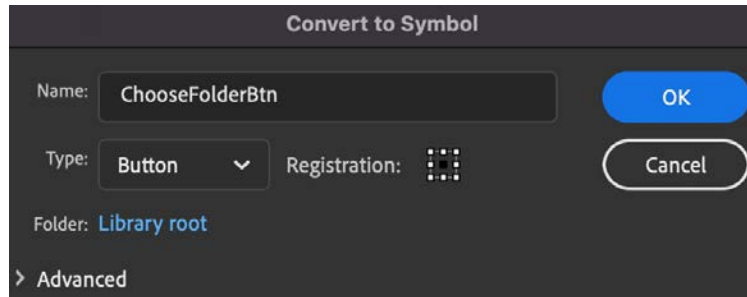 Convert to Symbol
Name: ChooseFolderBtn OK
Type: Button Registration: Cancel
Folder: Library root
Advanced